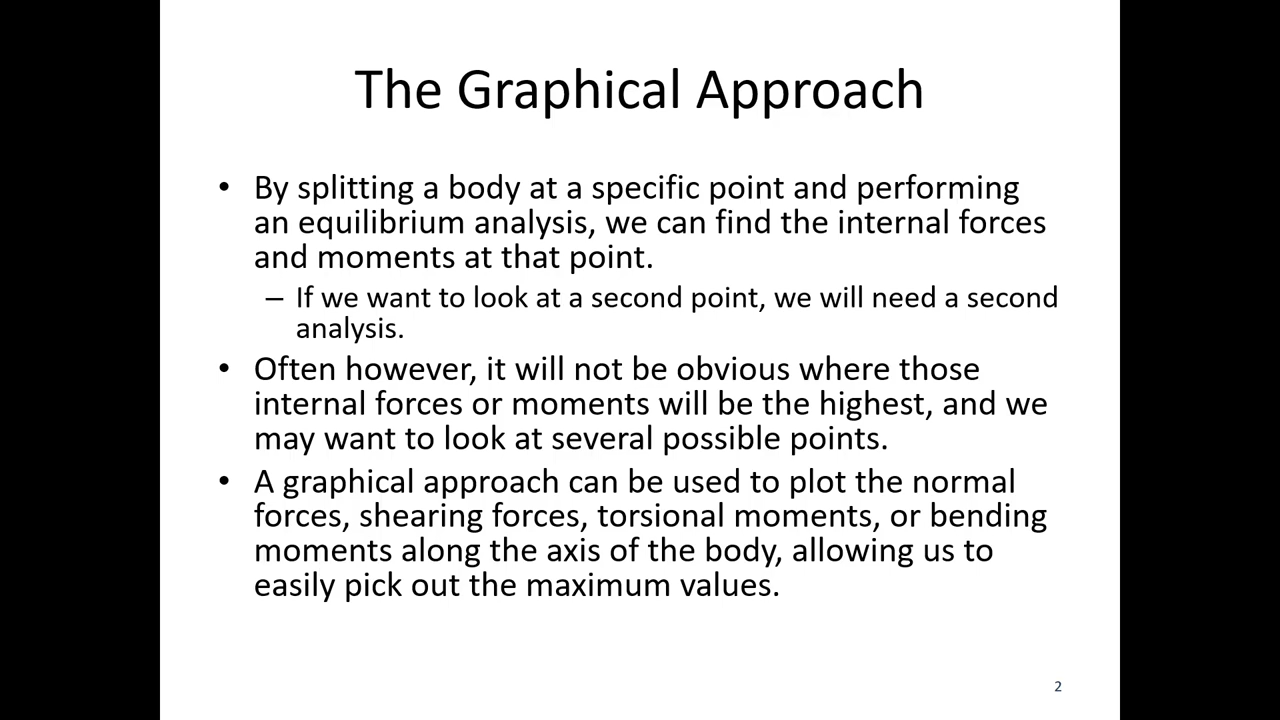 The Graphical Approach
• By splitting a body at a specific point and performing
an equilibrium analysis, we can find the internal forces
and moments at that point.
– If we want to look at a second point, we will need a second
analysis.
• Often however, it will not be obvious where those
internal forces or moments will be the highest, and we
may want to look at several possible points.
• A graphical approach can be used to plot the normal
forces, shearing forces, torsional moments, or bending
moments along the axis of the body, allowing us to
easily pick out the maximum values.
2